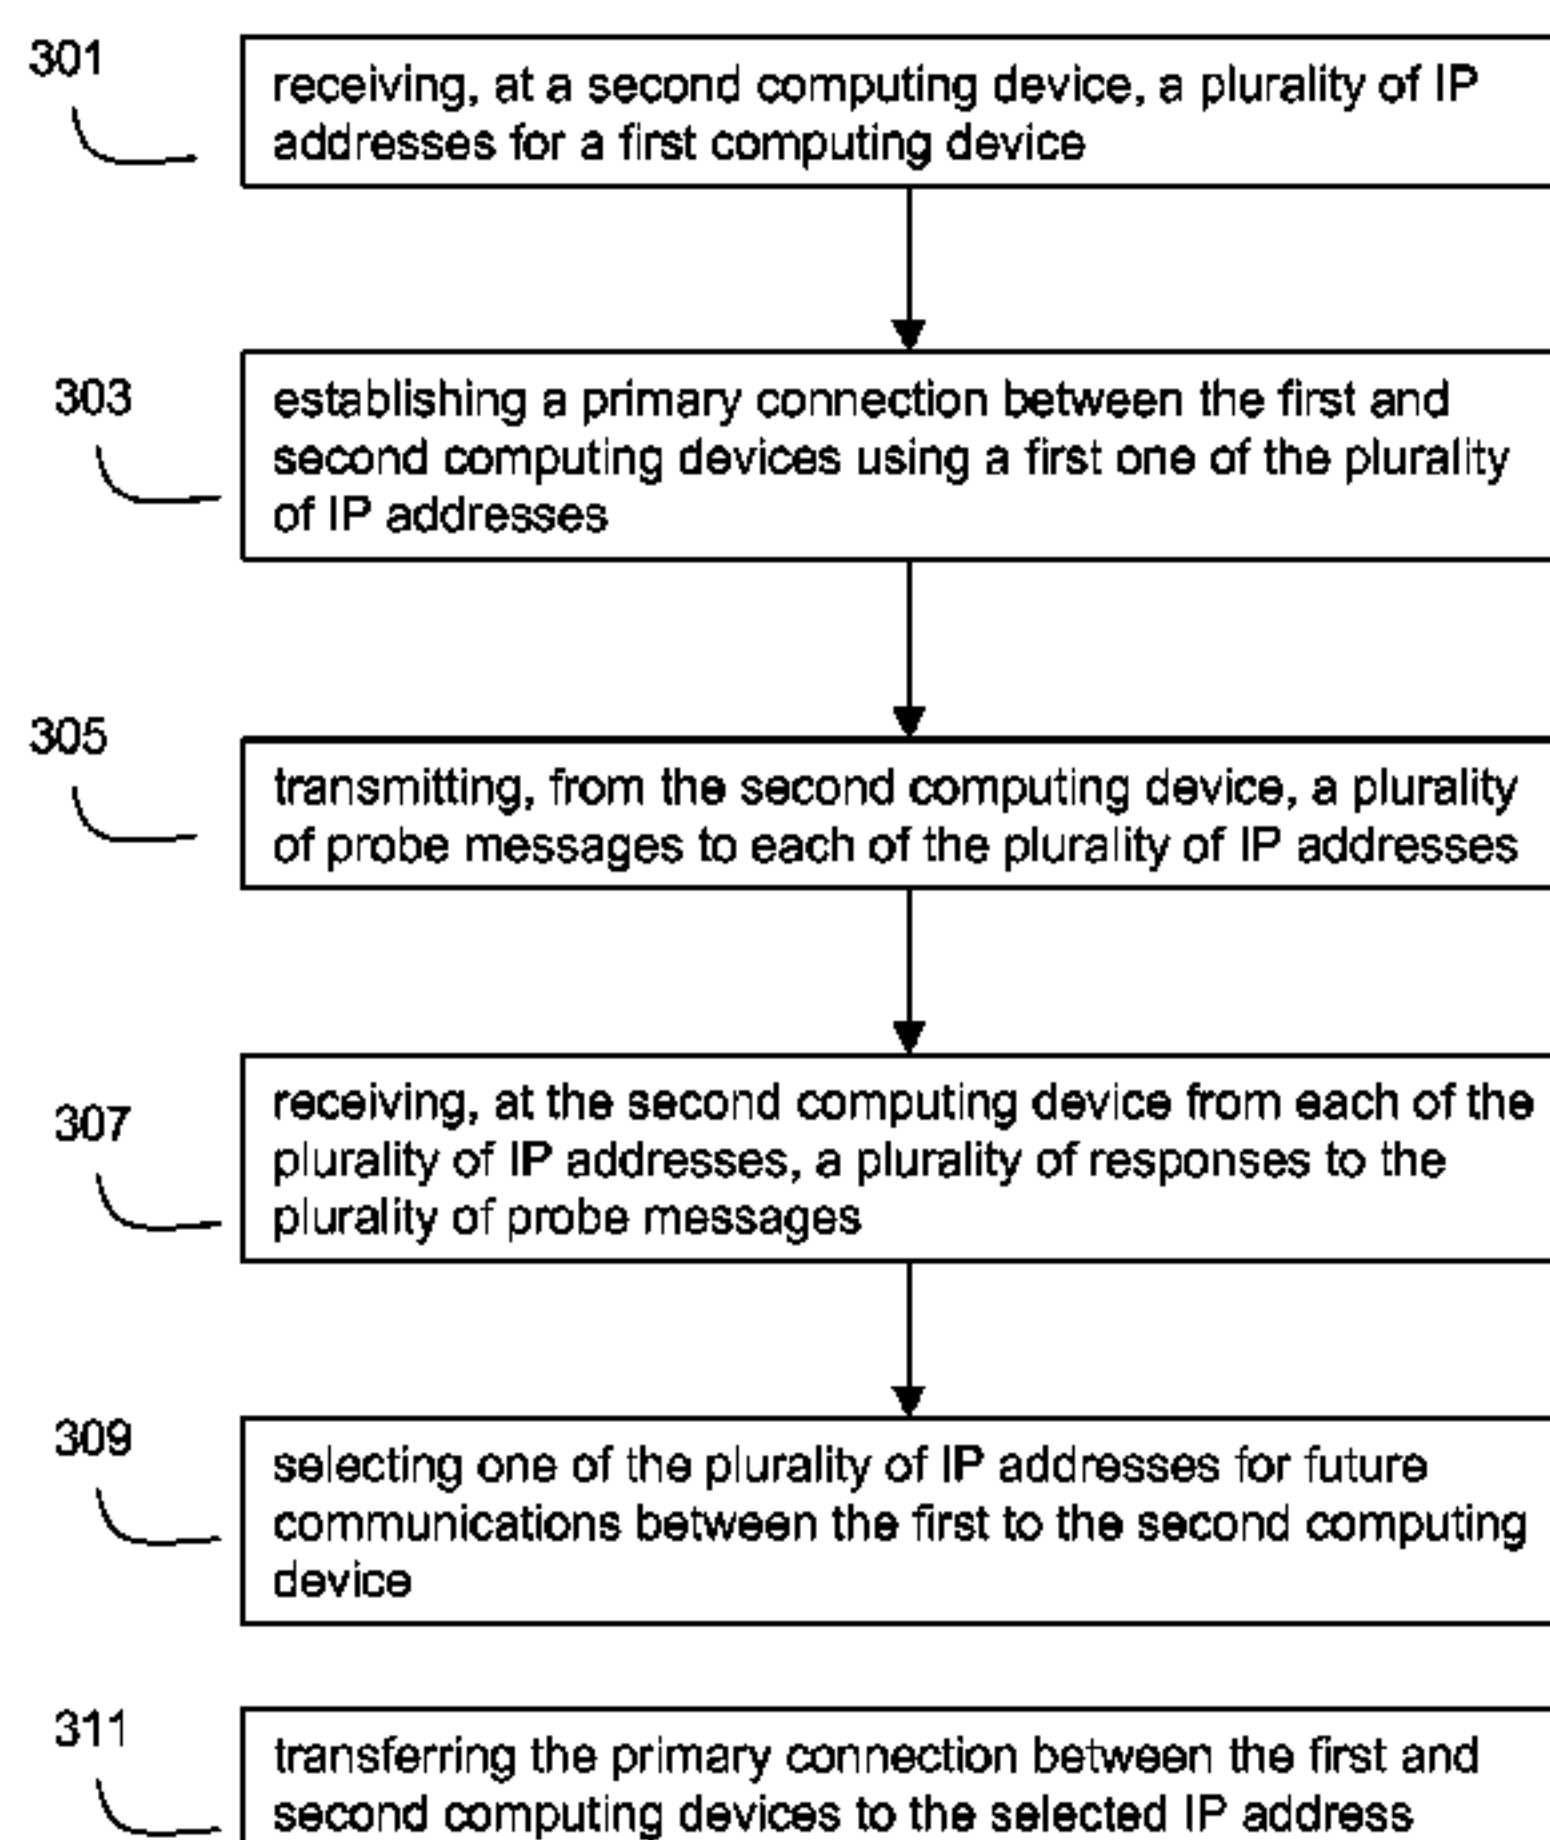 301
receiving, at a second computing device, a plurality of IP
addresses for a first computing device
303
establishing a primary connection between the first and
second computing devices using a first one of the plurality
of IP addresses
305
transmitting, from the second computing device, a plurality
of probe messages to each of the plurality of IP addresses
307
receiving, at the second computing device from each of the
plurality of IP addresses, a plurality of responses to the
plurality of probe messages
309
selecting one of the plurality of IP addresses for future
communications between the first to the second computing
device
311
transferring the primary connection between the first and
second computing devices to the selected IP address